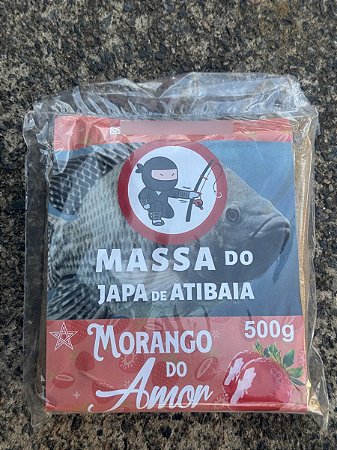 MASSA DO
JAPA DE ATIBAIA
MORANGO 500g
DO
Amor